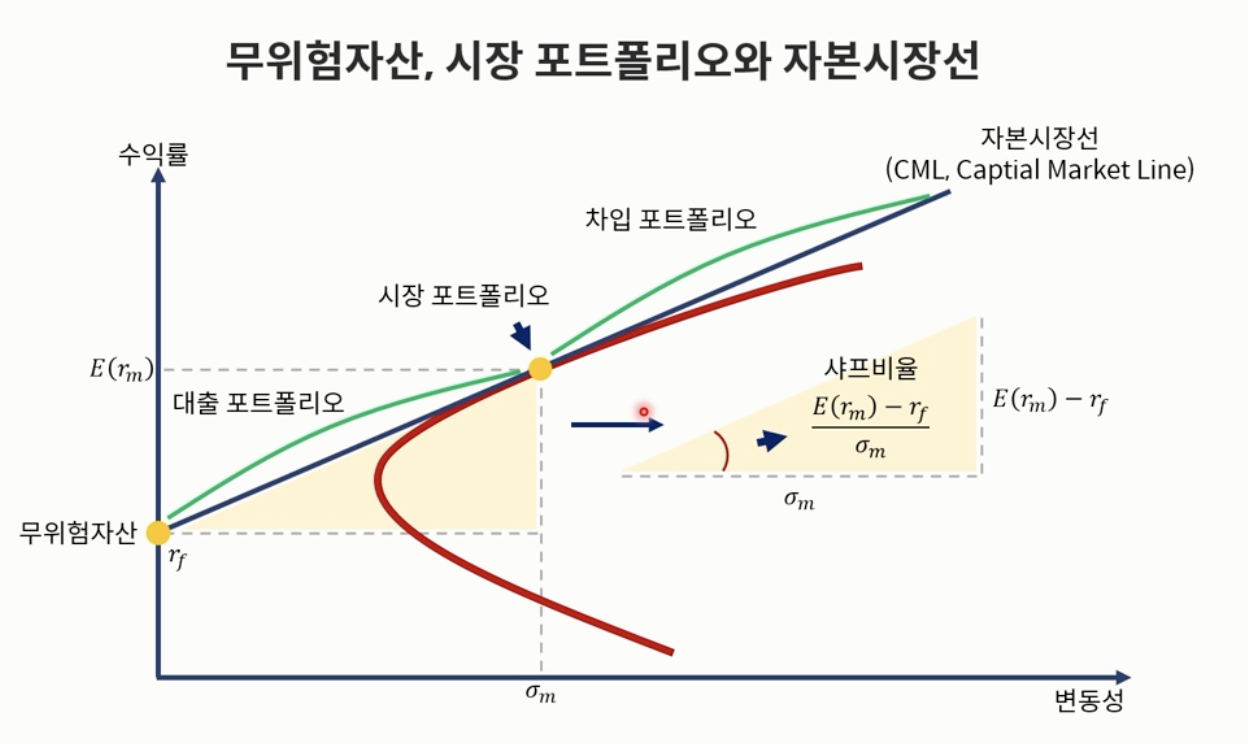 무위험자산, 시장 포트폴리오와 자본시장선
수익률
자본시장선
(CML, Captial Market Line)
차입 포트폴리오
시장 포트폴리오
E(rₘ)
대출 포트폴리오
샤프비율
E(rₘ) − r_f
σₘ
E(rₘ) − r_f
σₘ
무위험자산
r_f
σₘ
변동성